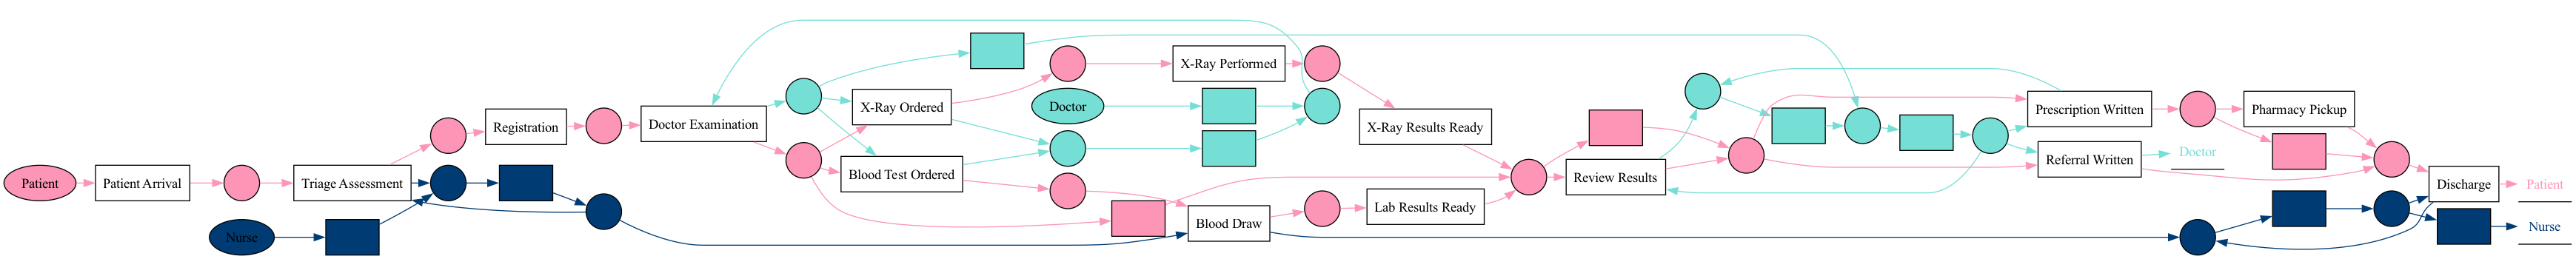 Patient
Patient Arrival
Nurse
Triage Assessment
Registration
Doctor Examination
X-Ray Ordered
Blood Test Ordered
Doctor
X-Ray Performed
Blood Draw
X-Ray Results Ready
Lab Results Ready
Review Results
Prescription Written
Referral Written
Doctor
Pharmacy Pickup
Discharge
Patient
Nurse